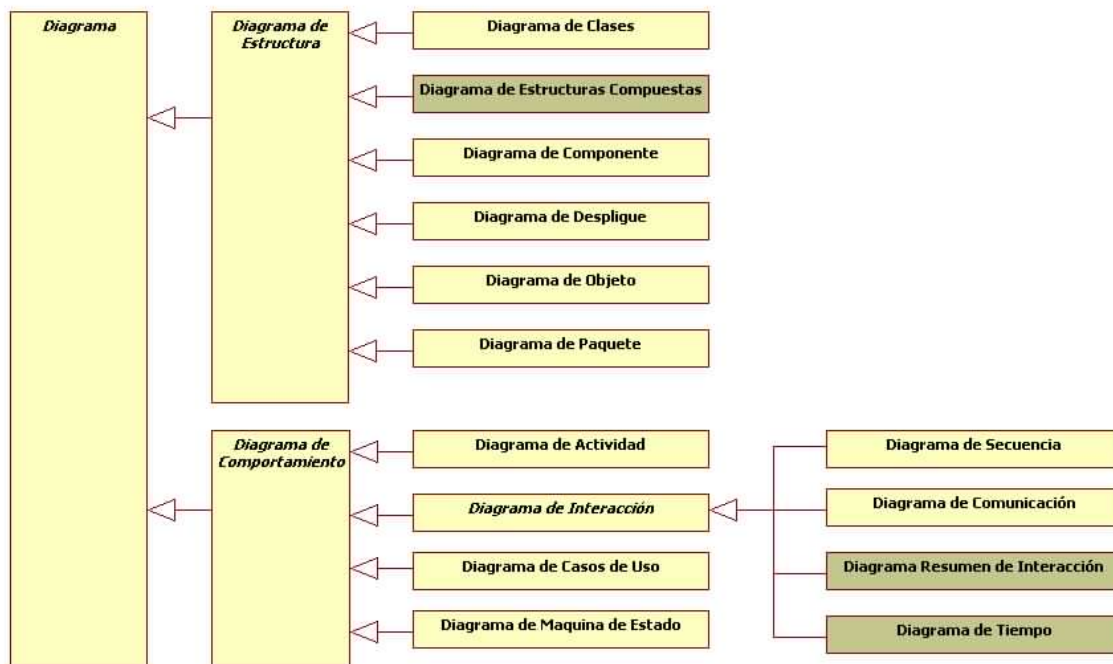 Diagrama
Diagrama de
Estructura
Diagrama de Clases
Diagrama de Estructuras Compuestas
Diagrama de Componente
Diagrama de Despligue
Diagrama de Objeto
Diagrama de Paquete
Diagrama de
Comportamiento
Diagrama de Actividad
Diagrama de Interacción
Diagrama de Casos de Uso
Diagrama de Maquina de Estado
Diagrama de Secuencia
Diagrama de Comunicación
Diagrama Resumen de Interacción
Diagrama de Tiempo